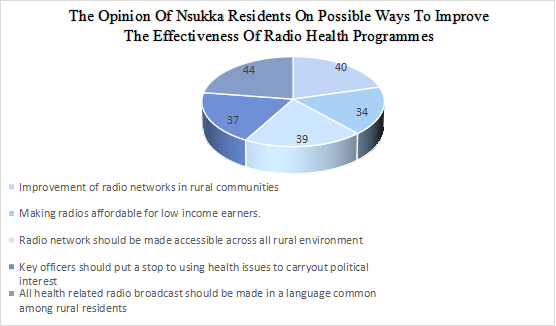 The Opinion Of Nsukka Residents On Possible Ways To Improve
The Effectiveness Of Radio Health Programmes
40
44
34
37
39
Improvement of radio networks in rural communities
Making radios affordable for low income earners.
Radio network should be made accessible across all rural environment
Key officers should put a stop to using health issues to carryout political
interest
All health related radio broadcast should be made in a language common
among rural residents